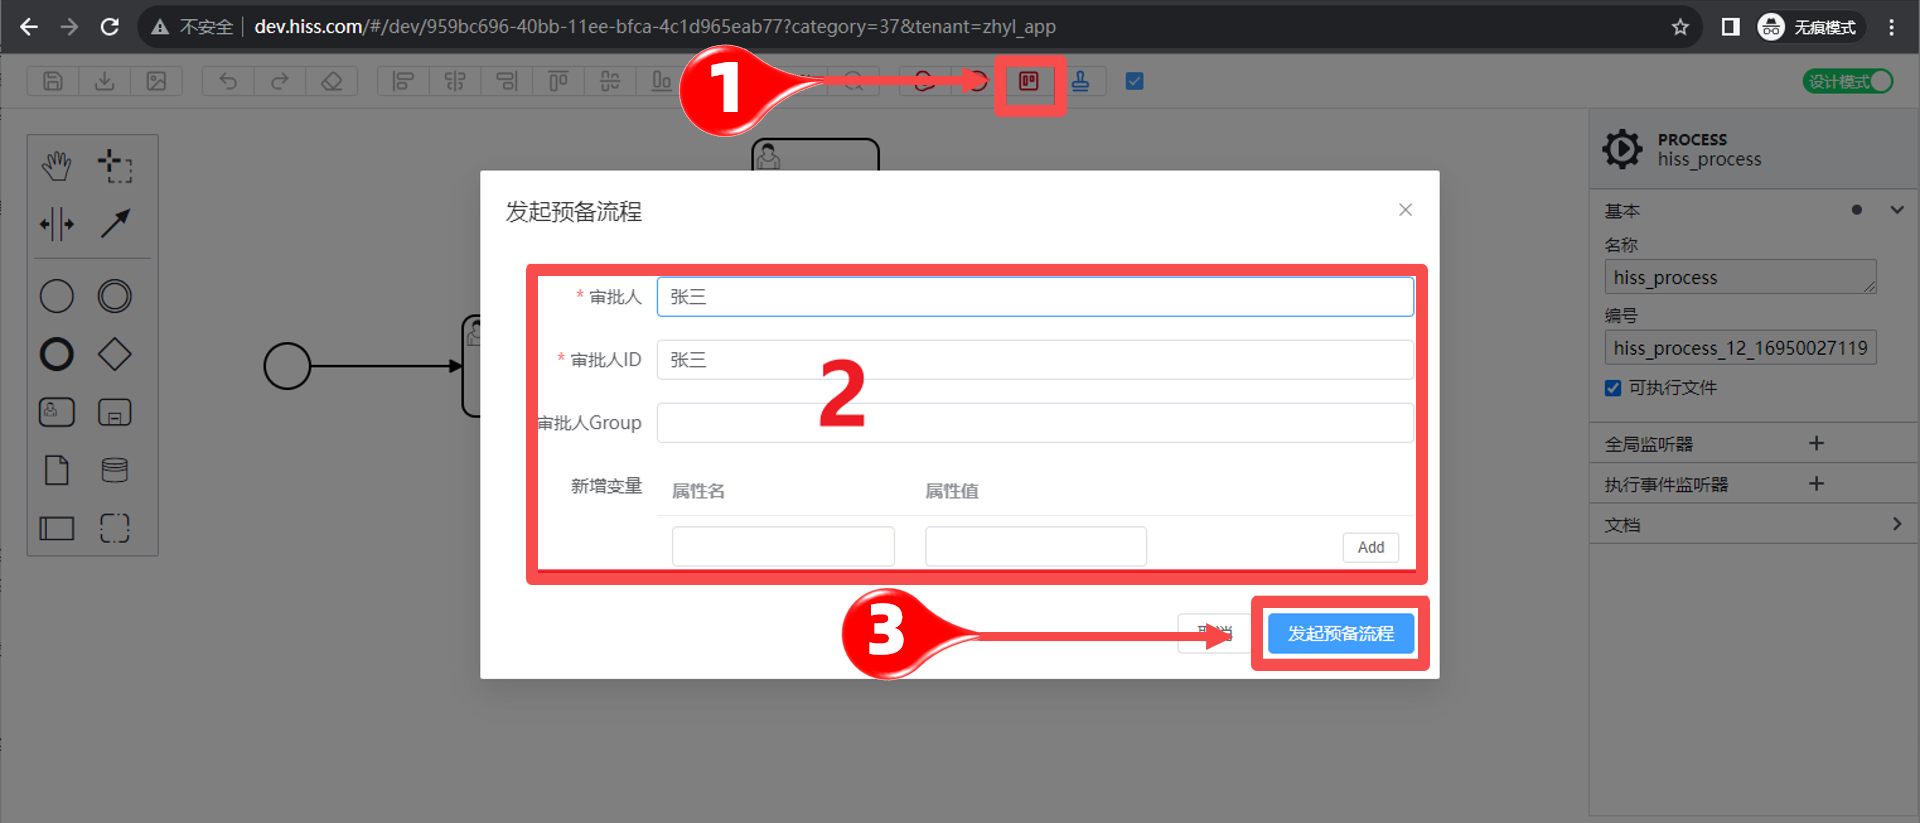 不安全 dev.hiss.com/#/dev/959bc696-40bb-11ee-bfca-4c1d965eab77?category=37&tenant=zhyl_app 无痕模式
1
设计模式
PROCESS
hiss_process
发起预备流程
基本
名称
hiss_process
编号
hiss_process_12_16950027119
可执行文件
全局监听器
执行事件监听器
文档
* 审批人 张三
* 审批人ID 张三
2
审批人Group
新增变量 属性名 属性值
Add
3
取消 发起预备流程